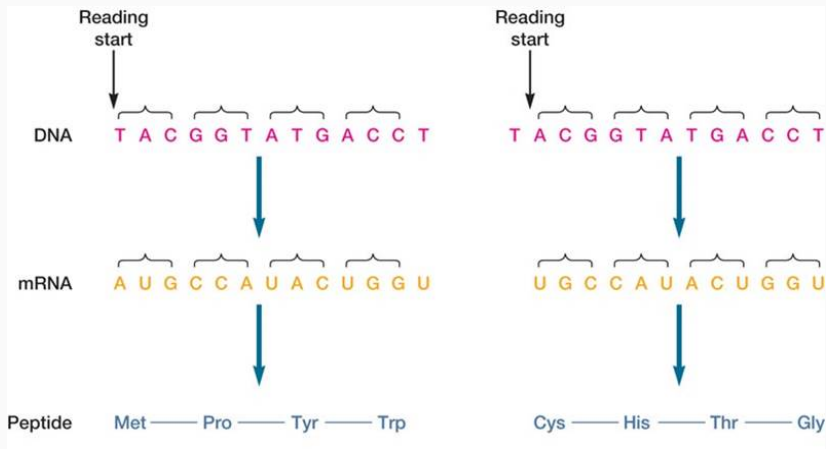 Reading start
Reading start
DNA
T A C G G T A T G A C C T
T A C G G T A T G A C C T
mRNA
A U G C C A U A C U G G U
U G C C A U A C U G G U
Peptide
Met Pro Tyr Trp
Cys His Thr Gly